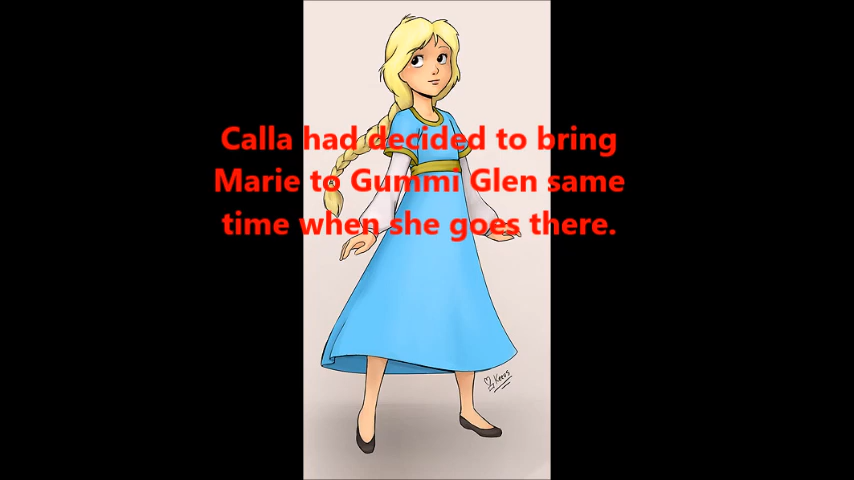 Calla had decided to bring
Marie to Gummi Glen same
time when she goes there.